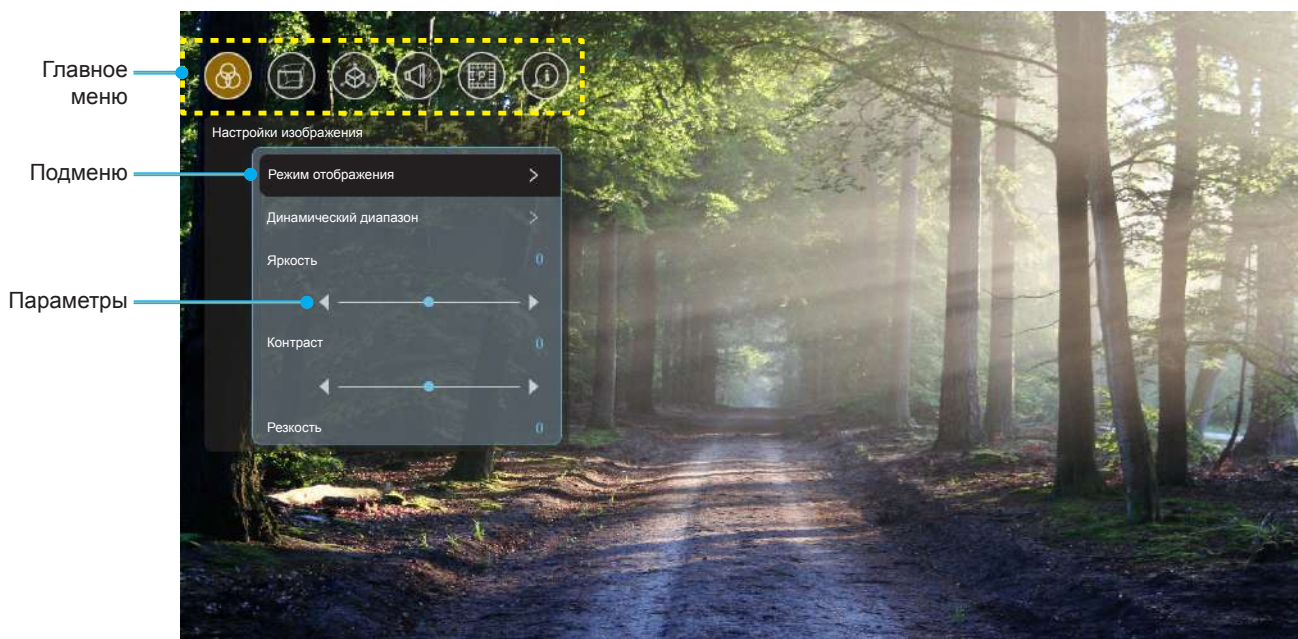 Главное
меню
Настройки изображения
Подменю
Режим отображения
Динамический диапазон
Яркость 0
Параметры
Контраст 0
Резкость 0